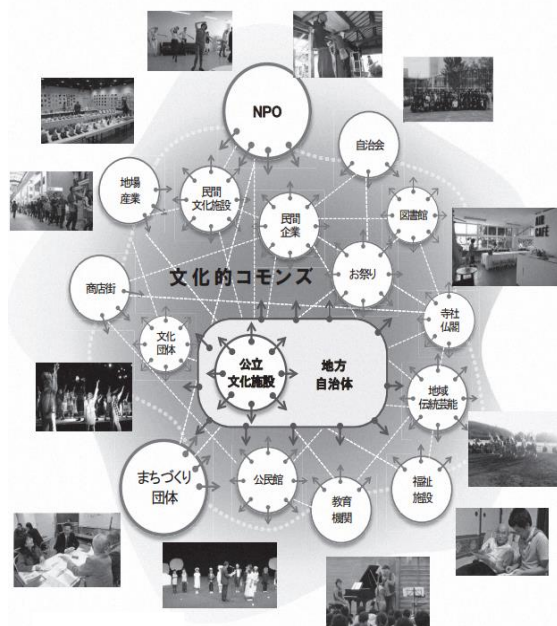 NPO
自治会
地場
産業
民間
文化施設
民間
企業
図書館
文化的コモンズ
お祭り
商店街
寺社
仏閣
文化
団体
公立
文化施設
地方
自治体
地域
伝統芸能
まちづくり
団体
公民館
教育
機関
福祉
施設